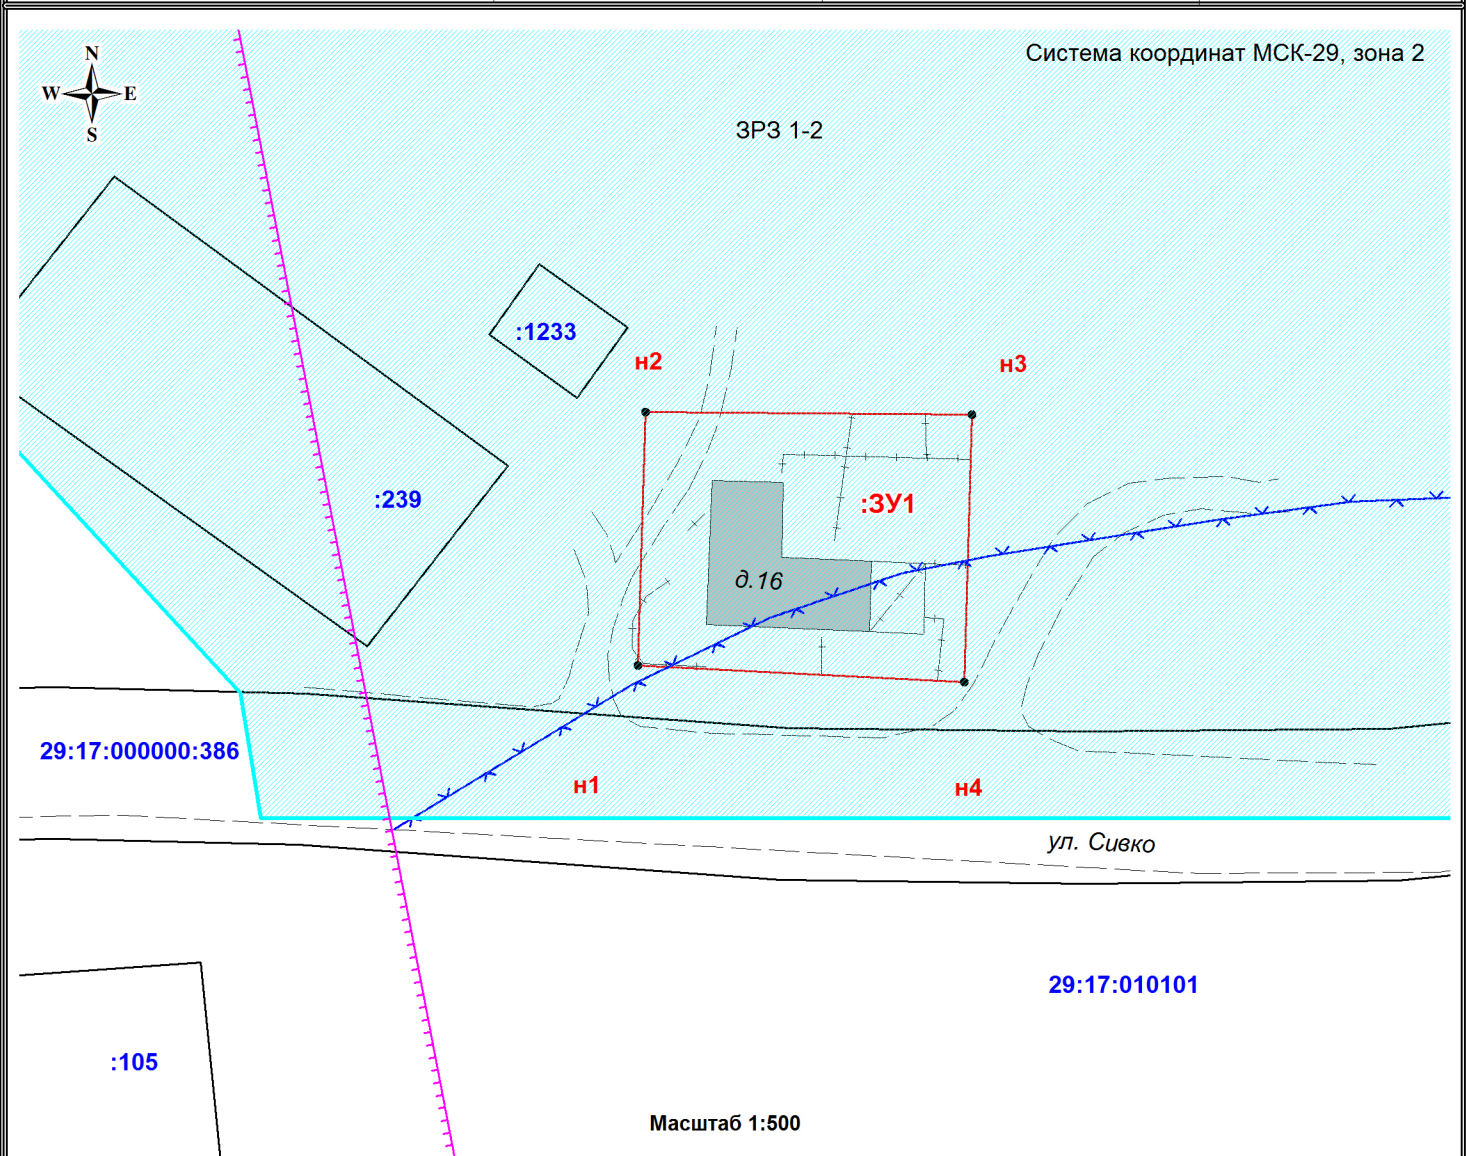 Система координат МСК-29, зона 2
N
W E
S
ЗРЗ 1-2
:1233
н2
н3
:239
:ЗУ1
д.16
29:17:000000:386
н1
н4
ул. Сивко
29:17:010101
:105
Масштаб 1:500